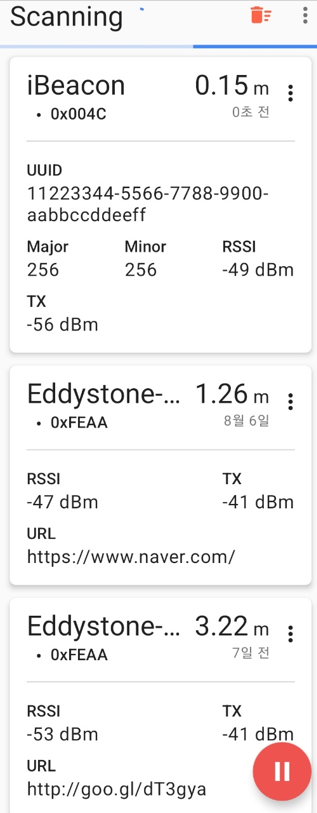 Scanning
iBeacon 0.15 m
• 0x004C 0초 전
UUID
11223344-5566-7788-9900-
aabbccddeeff
Major Minor RSSI
256 256 -49 dBm
TX
-56 dBm
Eddystone-... 1.26 m
• 0xFEAA 8월 6일
RSSI TX
-47 dBm -41 dBm
URL
https://www.naver.com/
Eddystone-... 3.22 m
• 0xFEAA 7일 전
RSSI TX
-53 dBm -41 dBm
URL
http://goo.gl/dT3gya